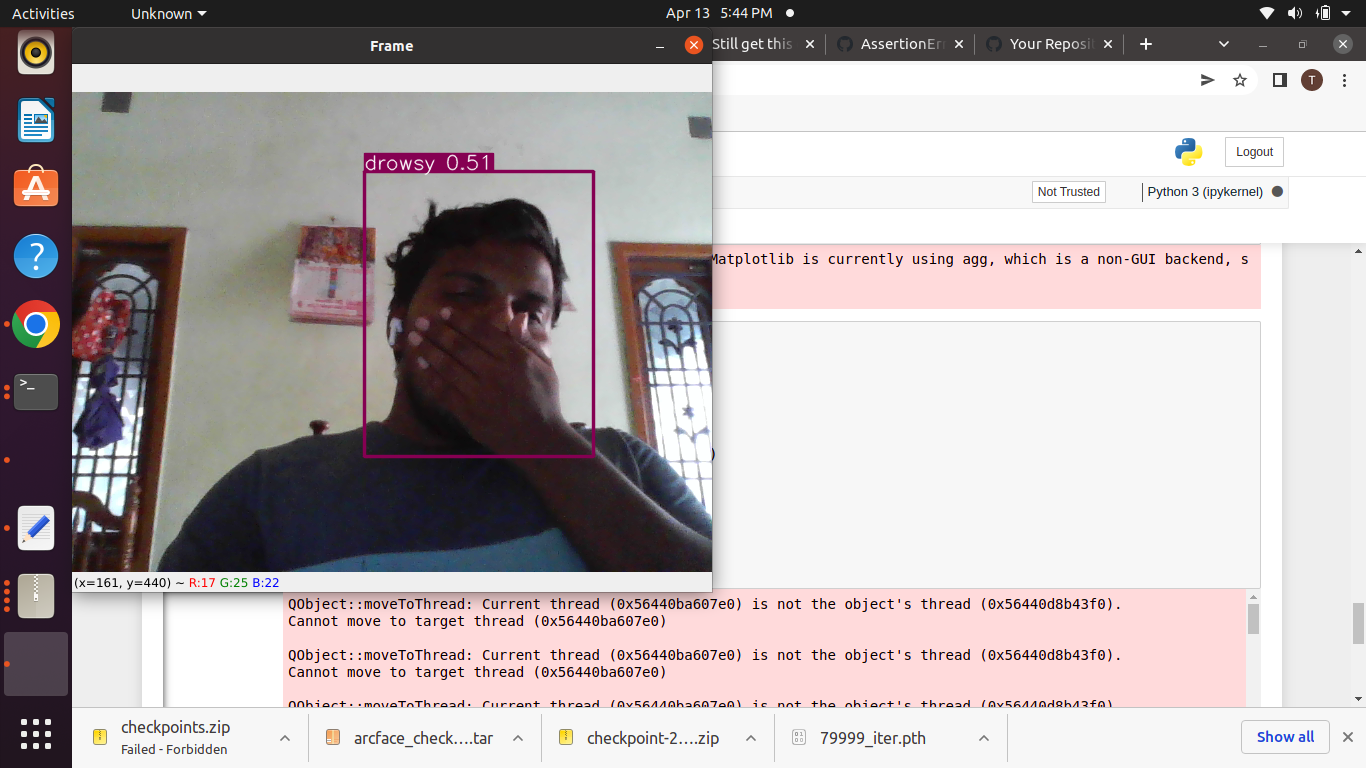 Activities
Unknown
Apr 13 5:44 PM
Frame
Still get this
AssertionEr
Your Reposit
T
Logout
Not Trusted
Python 3 (ipykernel)
drowsy 0.51
Matplotlib is currently using agg, which is a non-GUI backend, s
)
(x=161, y=440) ~ R:17 G:25 B:22
QObject::moveToThread: Current thread (0x56440ba607e0) is not the object's thread (0x56440d8b43f0).
Cannot move to target thread (0x56440ba607e0)
QObject::moveToThread: Current thread (0x56440ba607e0) is not the object's thread (0x56440d8b43f0).
Cannot move to target thread (0x56440ba607e0)
QObject::moveToThread: Current thread (0x56440ba607e0) is not the object's thread (0x56440d8b43f0).
checkpoints.zip
Failed - Forbidden
arcface_check....tar
checkpoint-2....zip
79999_iter.pth
Show all